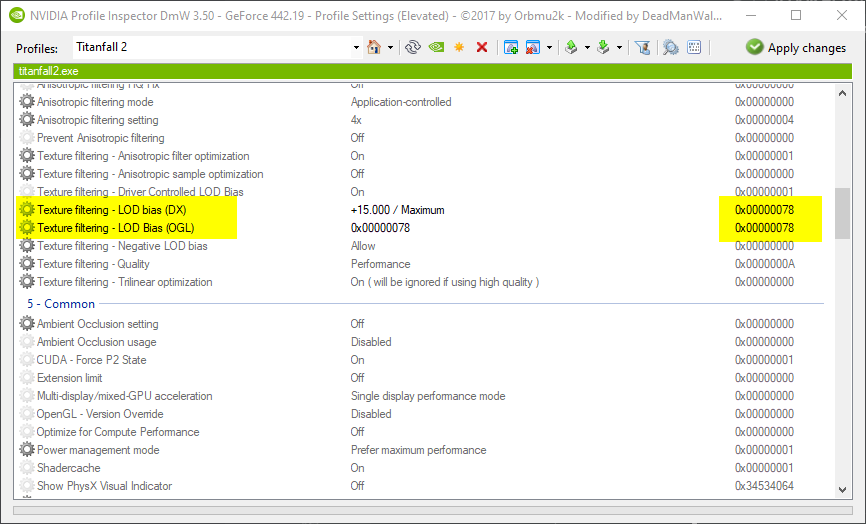 NVIDIA Profile Inspector DmW 3.50 - GeForce 442.19 - Profile Settings (Elevated) - ©2017 by Orbmu2k - Modified by DeadManWal...
Profiles: Titanfall 2 Apply changes
titanfall2.exe
Anisotropic filtering HQ Fix Off 0x00000000
Anisotropic filtering mode Application-controlled 0x00000000
Anisotropic filtering setting 4x 0x00000004
Prevent Anisotropic filtering Off 0x00000000
Texture filtering - Anisotropic filter optimization On 0x00000001
Texture filtering - Anisotropic sample optimization Off 0x00000000
Texture filtering - Driver Controlled LOD Bias On 0x00000001
Texture filtering - LOD bias (DX) +15.000 / Maximum 0x00000078
Texture filtering - LOD Bias (OGL) 0x00000078 0x00000078
Texture filtering - Negative LOD bias Allow 0x00000000
Texture filtering - Quality Performance 0x0000000A
Texture filtering - Trilinear optimization On ( will be ignored if using high quality ) 0x00000000
5 - Common
Ambient Occlusion setting Off 0x00000000
Ambient Occlusion usage Disabled 0x00000000
CUDA - Force P2 State On 0x00000001
Extension limit Off 0x00000000
Multi-display/mixed-GPU acceleration Single display performance mode 0x00000000
OpenGL - Version Override Disabled 0x00000000
Optimize for Compute Performance Off 0x00000000
Power management mode Prefer maximum performance 0x00000001
Shadercache On 0x00000001
Show PhysX Visual Indicator Off 0x34534064